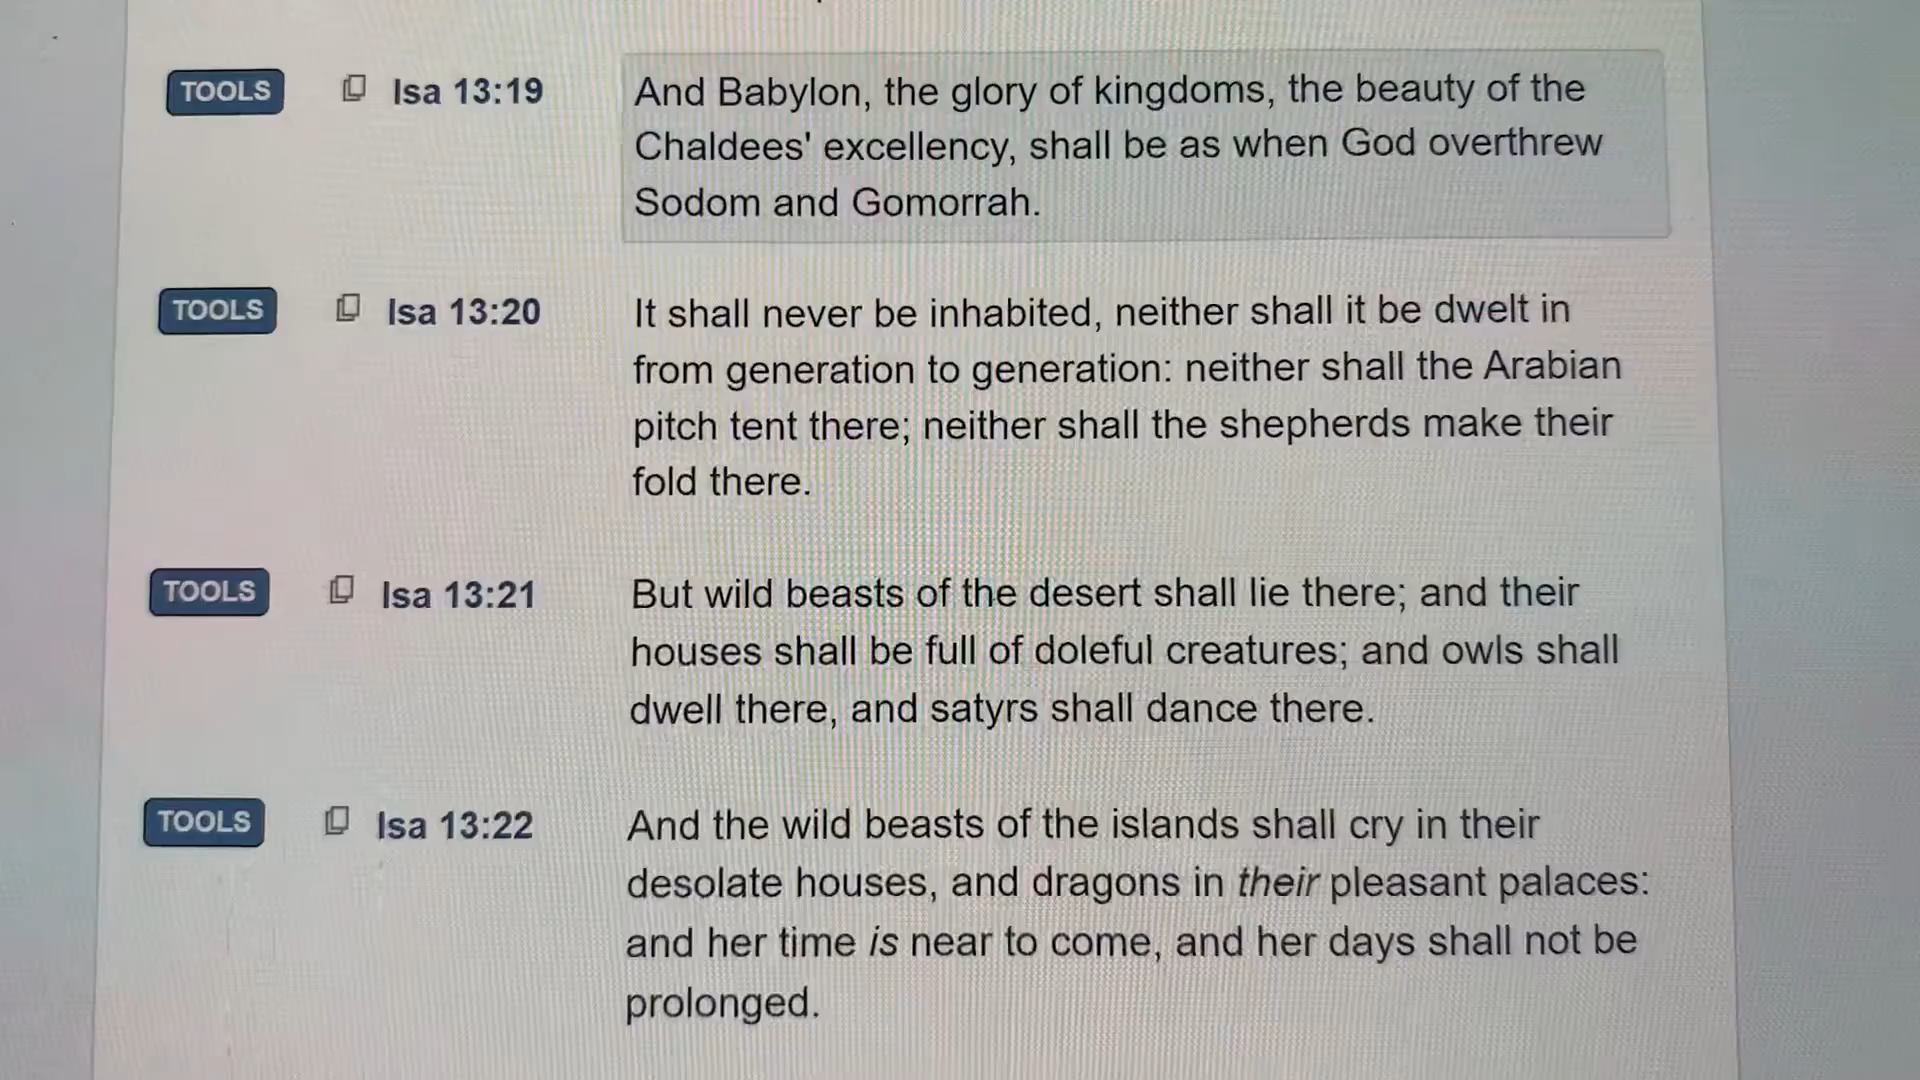 TOOLS Isa 13:19 And Babylon, the glory of kingdoms, the beauty of the
Chaldees' excellency, shall be as when God overthrew
Sodom and Gomorrah.
TOOLS Isa 13:20 It shall never be inhabited, neither shall it be dwelt in
from generation to generation: neither shall the Arabian
pitch tent there; neither shall the shepherds make their
fold there.
TOOLS Isa 13:21 But wild beasts of the desert shall lie there; and their
houses shall be full of doleful creatures; and owls shall
dwell there, and satyrs shall dance there.
TOOLS Isa 13:22 And the wild beasts of the islands shall cry in their
desolate houses, and dragons in their pleasant palaces:
and her time is near to come, and her days shall not be
prolonged.